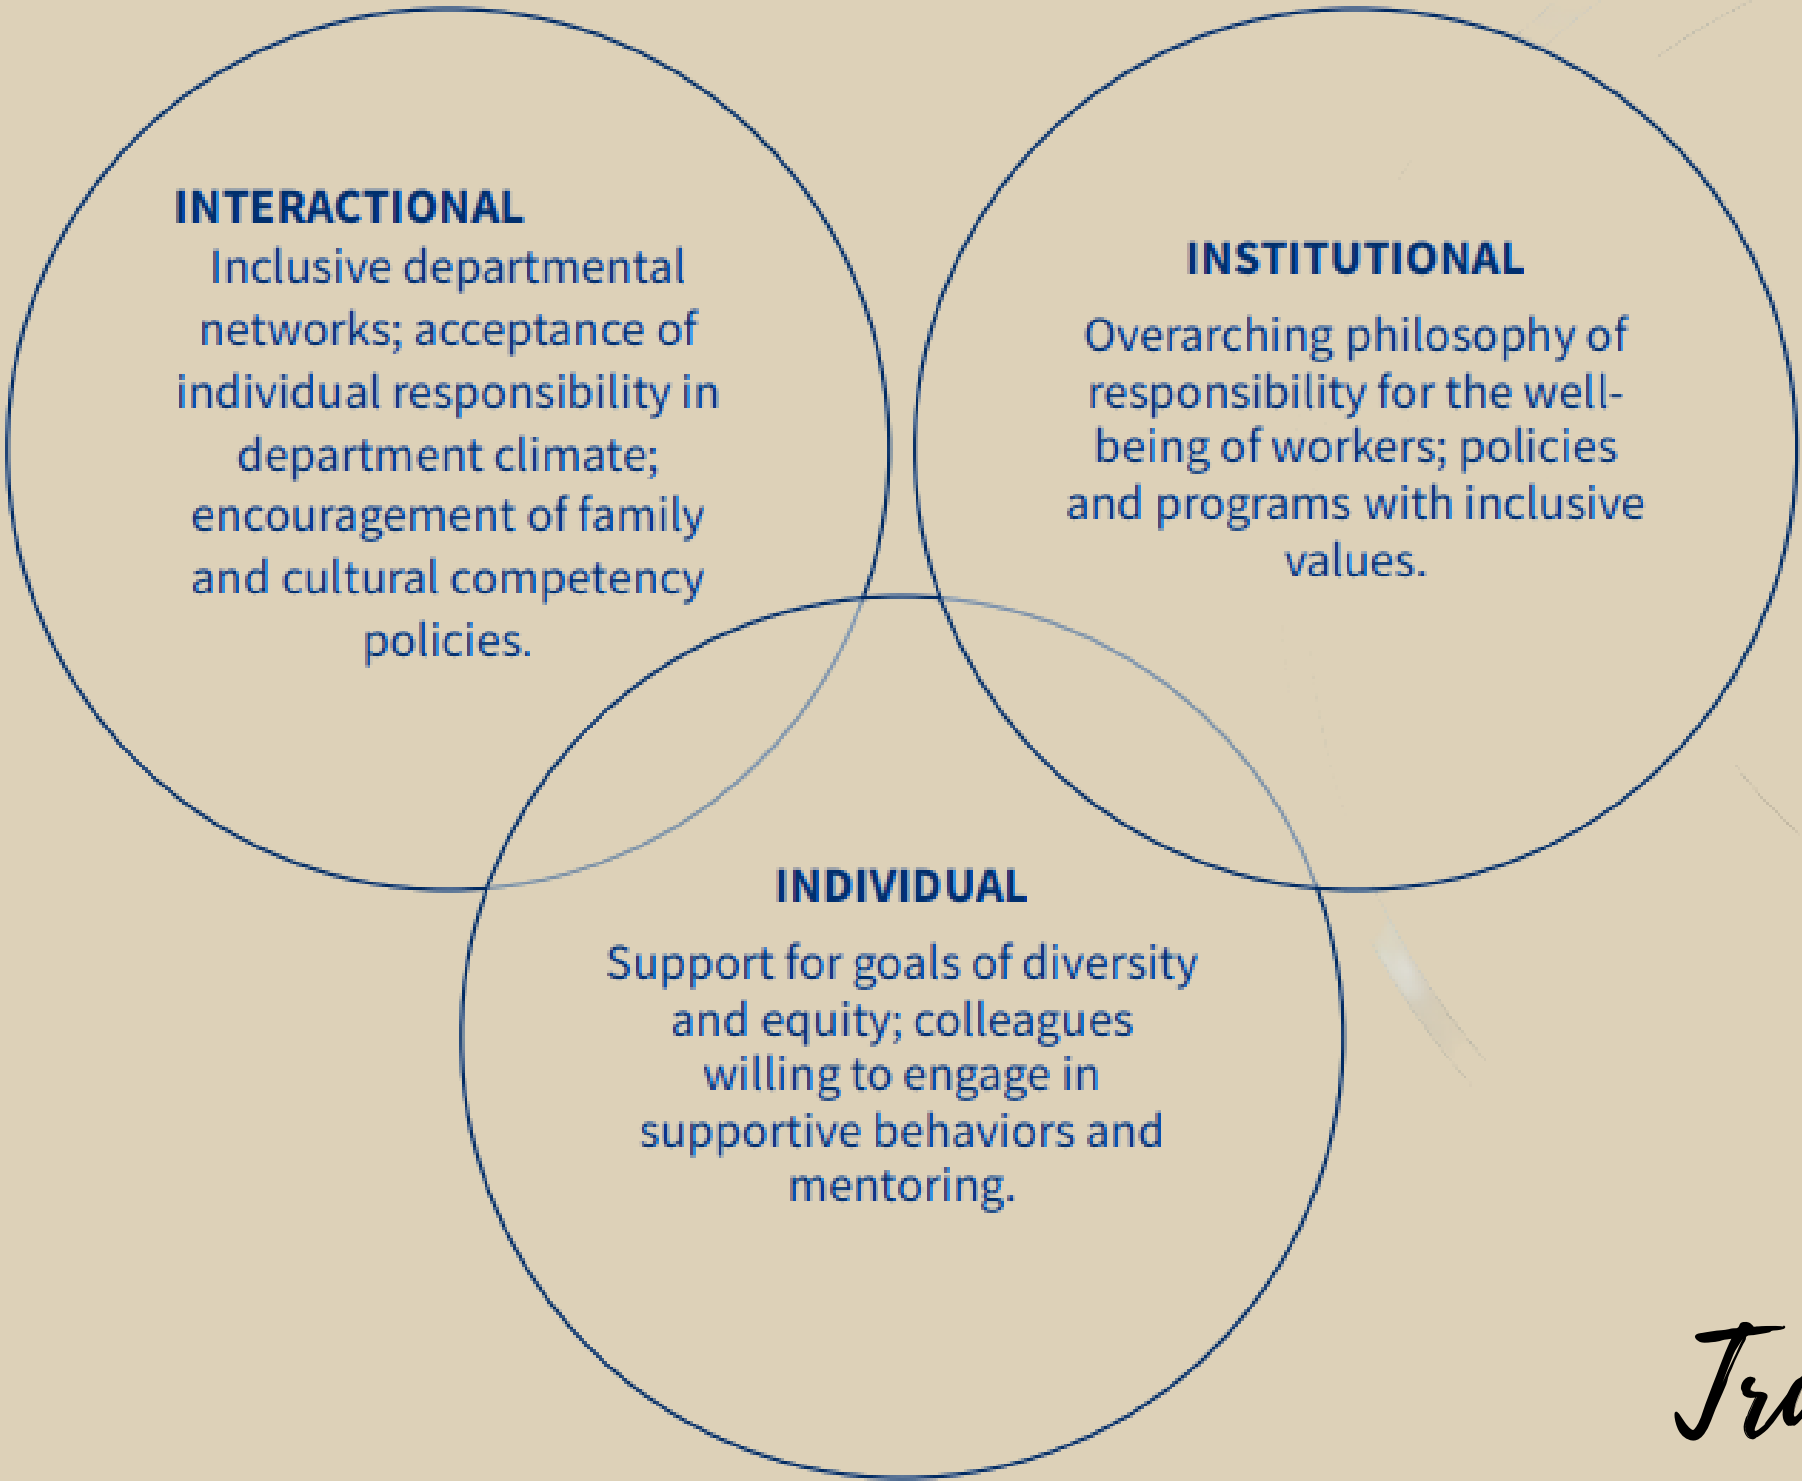 INTERACTIONAL
Inclusive departmental
networks; acceptance of
individual responsibility in
department climate;
encouragement of family
and cultural competency
policies.
INSTITUTIONAL
Overarching philosophy of
responsibility for the well-
being of workers; policies
and programs with inclusive
values.
INDIVIDUAL
Support for goals of diversity
and equity; colleagues
willing to engage in
supportive behaviors and
mentoring.